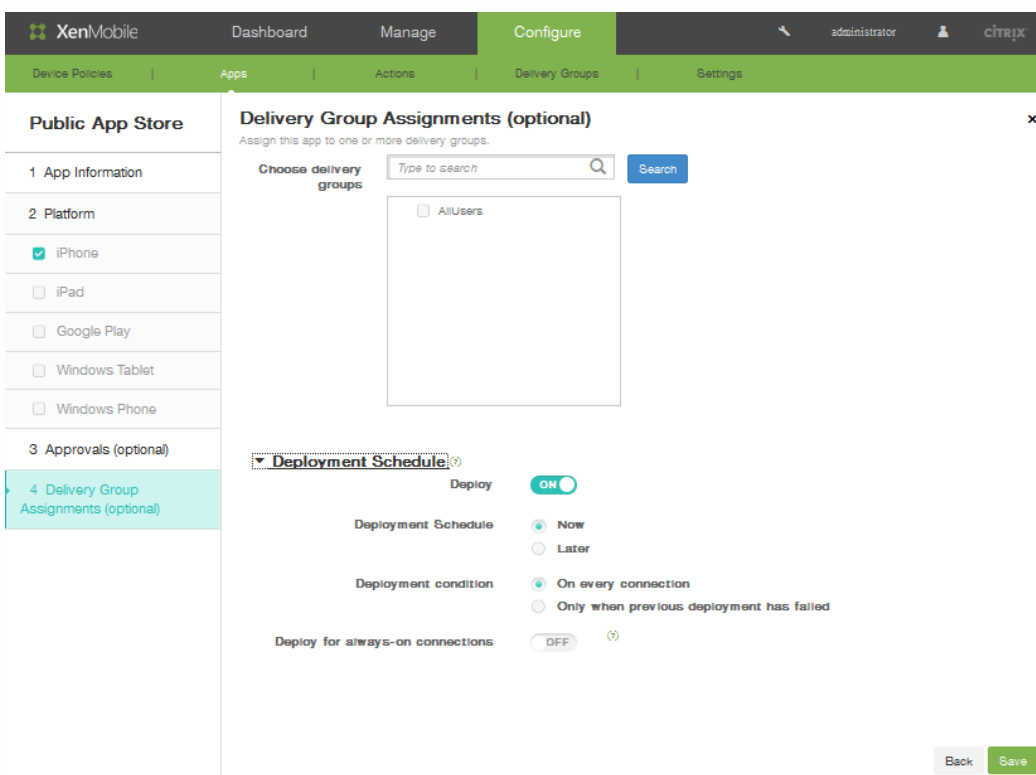 XenMobile Dashboard Manage Configure administrator CİTRIX
Device Policies | Apps | Actions | Delivery Groups | Settings
Public App Store
1 App Information
2 Platform
iPhone
iPad
Google Play
Windows Tablet
Windows Phone
3 Approvals (optional)
4 Delivery Group
Assignments (optional)
Delivery Group Assignments (optional)
Assign this app to one or more delivery groups.
Choose delivery
groups
Type to search
Search
AllUsers
Deployment Schedule (?)
Deploy ON
Deployment Schedule Now
Later
Deployment condition On every connection
Only when previous deployment has failed
Deploy for always-on connections OFF (?)
Back Save